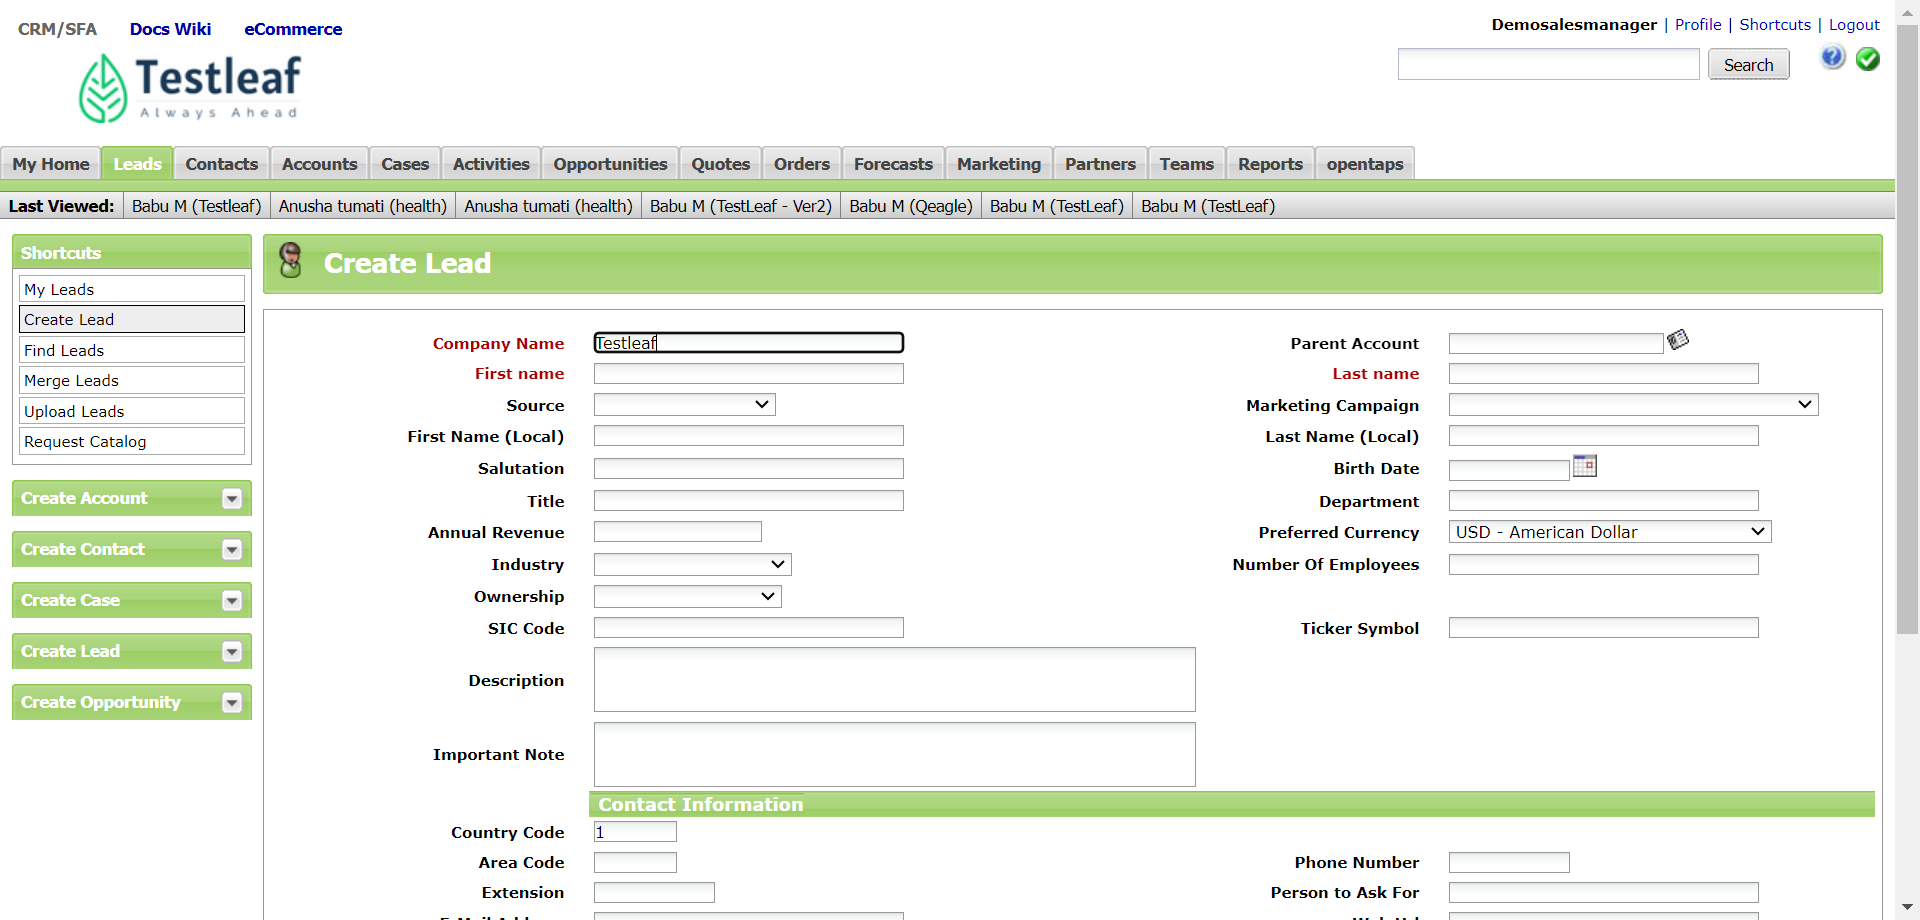 CRM/SFA Docs Wiki eCommerce
Demosalesmanager | Profile | Shortcuts | Logout
Testleaf
Always Ahead
Search
My Home Leads Contacts Accounts Cases Activities Opportunities Quotes Orders Forecasts Marketing Partners Teams Reports opentaps
Last Viewed: Babu M (Testleaf) Anusha tumati (health) Anusha tumati (health) Babu M (TestLeaf - Ver2) Babu M (Qeagle) Babu M (TestLeaf) Babu M (TestLeaf)
Shortcuts
My Leads
Create Lead
Find Leads
Merge Leads
Upload Leads
Request Catalog
Create Account
Create Contact
Create Case
Create Lead
Create Opportunity
Create Lead
Company Name Testleaf Parent Account
First name Last name
Source Marketing Campaign
First Name (Local) Last Name (Local)
Salutation Birth Date
Title Department
Annual Revenue Preferred Currency USD - American Dollar
Industry Number Of Employees
Ownership
SIC Code Ticker Symbol
Description
Important Note
Contact Information
Country Code 1
Area Code Phone Number
Extension Person to Ask For